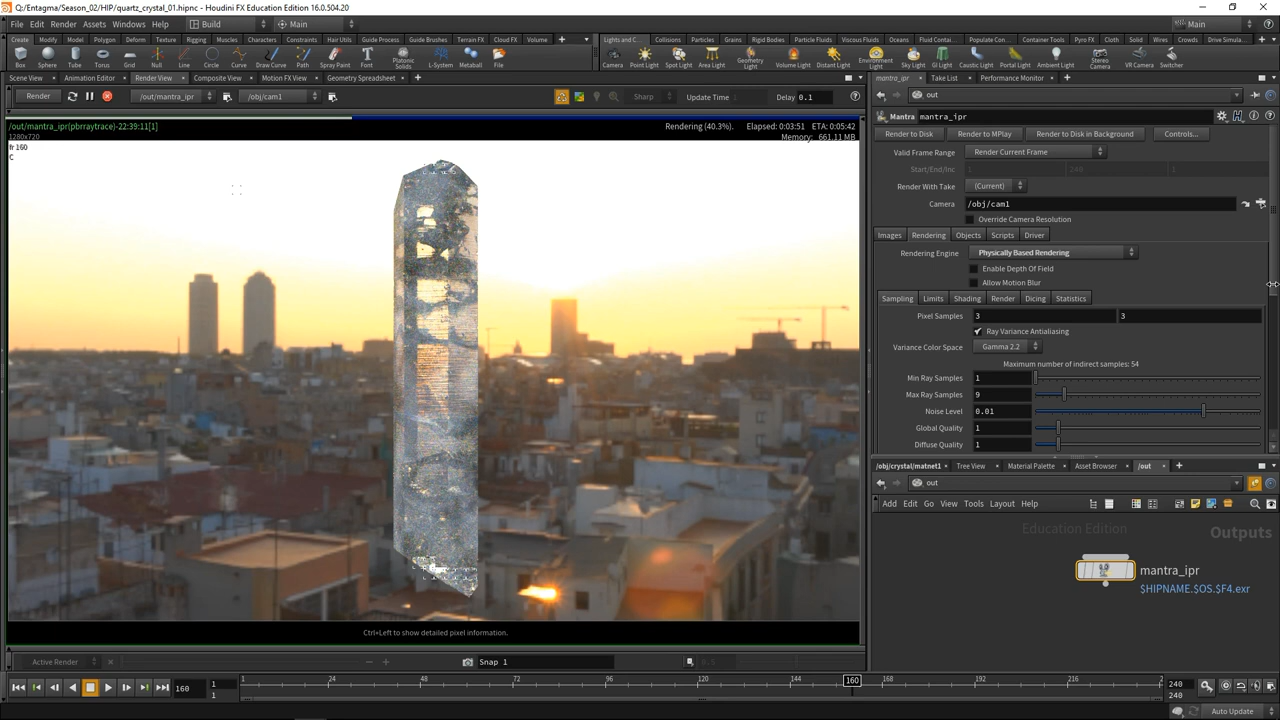 Q:/Entagma/Season_02/HIP/quartz_crystal_01.hipnc - Houdini FX Education Edition 16.0.504.20
File Edit Render Assets Windows Help Build Main Main
Create Modify Model Polygon Deform Texture Rigging Muscles Characters Constraints Hair Utils Guide Process Guide Brushes Terrain FX Cloud FX Volume
Lights and C... Collisions Particles Grains Rigid Bodies Particle Fluids Viscous Fluids Oceans Fluid Contai... Populate Con... Container Tools Pyro FX Cloth Solid Wires Crowds Drive Simula...
Box Sphere Tube Torus Grid Null Line Circle Curve Draw Curve Path Spray Paint Font Platonic Solids L-System Metaball File
Camera Point Light Spot Light Area Light Geometry Light Volume Light Distant Light Environment Light Sky Light GI Light Caustic Light Portal Light Ambient Light Stereo Camera VR Camera Switcher
Scene View Animation Editor Render View Composite View Motion FX View Geometry Spreadsheet
mantra_ipr Take List Performance Monitor
Render /out/mantra_ipr /obj/cam1 Sharp Update Time Delay 0.1
out
/out/mantra_ipr(pbrraytrace)-22:39:11[1]
1280x720
fr 160
C
Rendering (40.3%). Elapsed: 0:03:51 ETA: 0:05:42
Memory: 661.11 MB
Mantra mantra_ipr
Render to Disk Render to MPlay Render to Disk in Background Controls...
Valid Frame Range Render Current Frame
Start/End/Inc 1 240 1
Render With Take (Current)
Camera /obj/cam1
Override Camera Resolution
Images Rendering Objects Scripts Driver
Rendering Engine Physically Based Rendering
Enable Depth Of Field
Allow Motion Blur
Sampling Limits Shading Render Dicing Statistics
Pixel Samples 3 3
Ray Variance Antialiasing
Variance Color Space Gamma 2.2
Maximum number of indirect samples: 54
Min Ray Samples 1
Max Ray Samples 9
Noise Level 0.01
Global Quality 1
Diffuse Quality 1
/obj/crystal/matnet1 Tree View Material Palette Asset Browser /out
out
Add Edit Go View Tools Layout Help
Education Edition Outputs
mantra_ipr
$HIPNAME.$OS.$F4.exr
Ctrl+Left to show detailed pixel information.
Active Render Snap 1 0.5
160 1 1
1 24 48 72 96 120 144 160 168 192 216 2
240 240
Auto Update